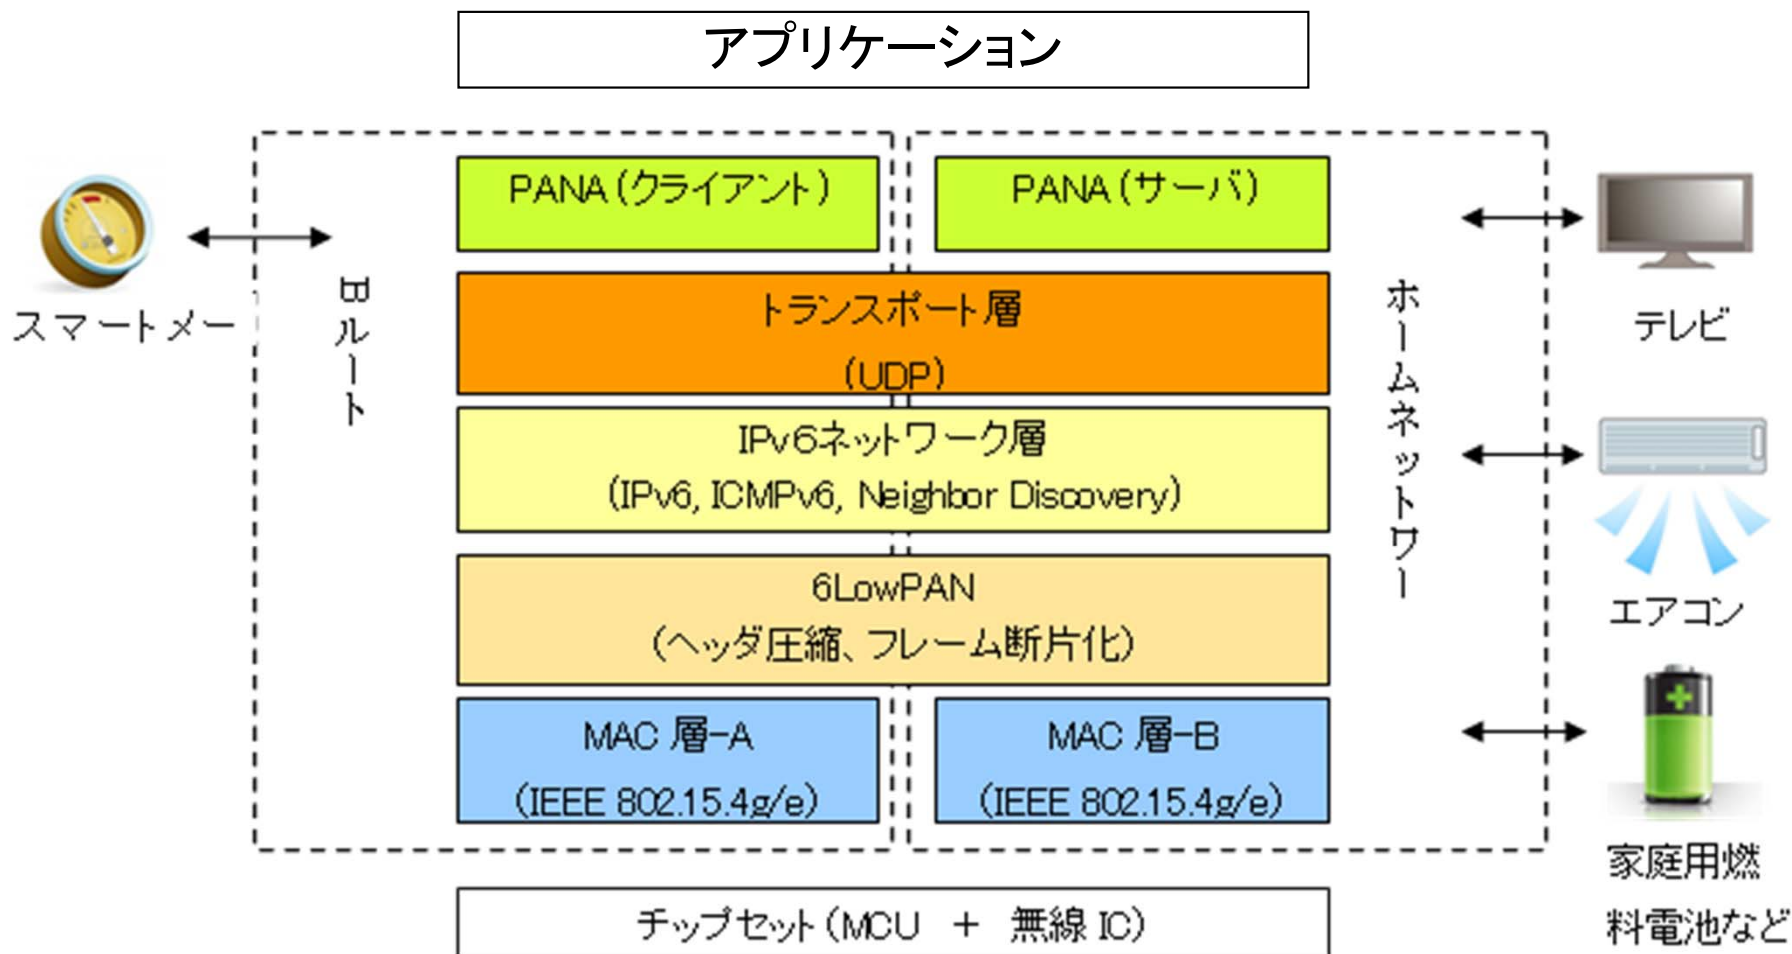 アプリケーション
PANA(クライアント)
PANA(サーバ)
スマートメー
Bルート
トランスポート層
(UDP)
IPv6ネットワーク層
(IPv6, ICMPv6, Neighbor Discovery)
6LowPAN
(ヘッダ圧縮、フレーム断片化)
MAC 層-A
(IEEE 802.15.4g/e)
MAC 層-B
(IEEE 802.15.4g/e)
ホームネットワー
テレビ
エアコン
家庭用燃
料電池など
チップセット(MCU + 無線 IC)